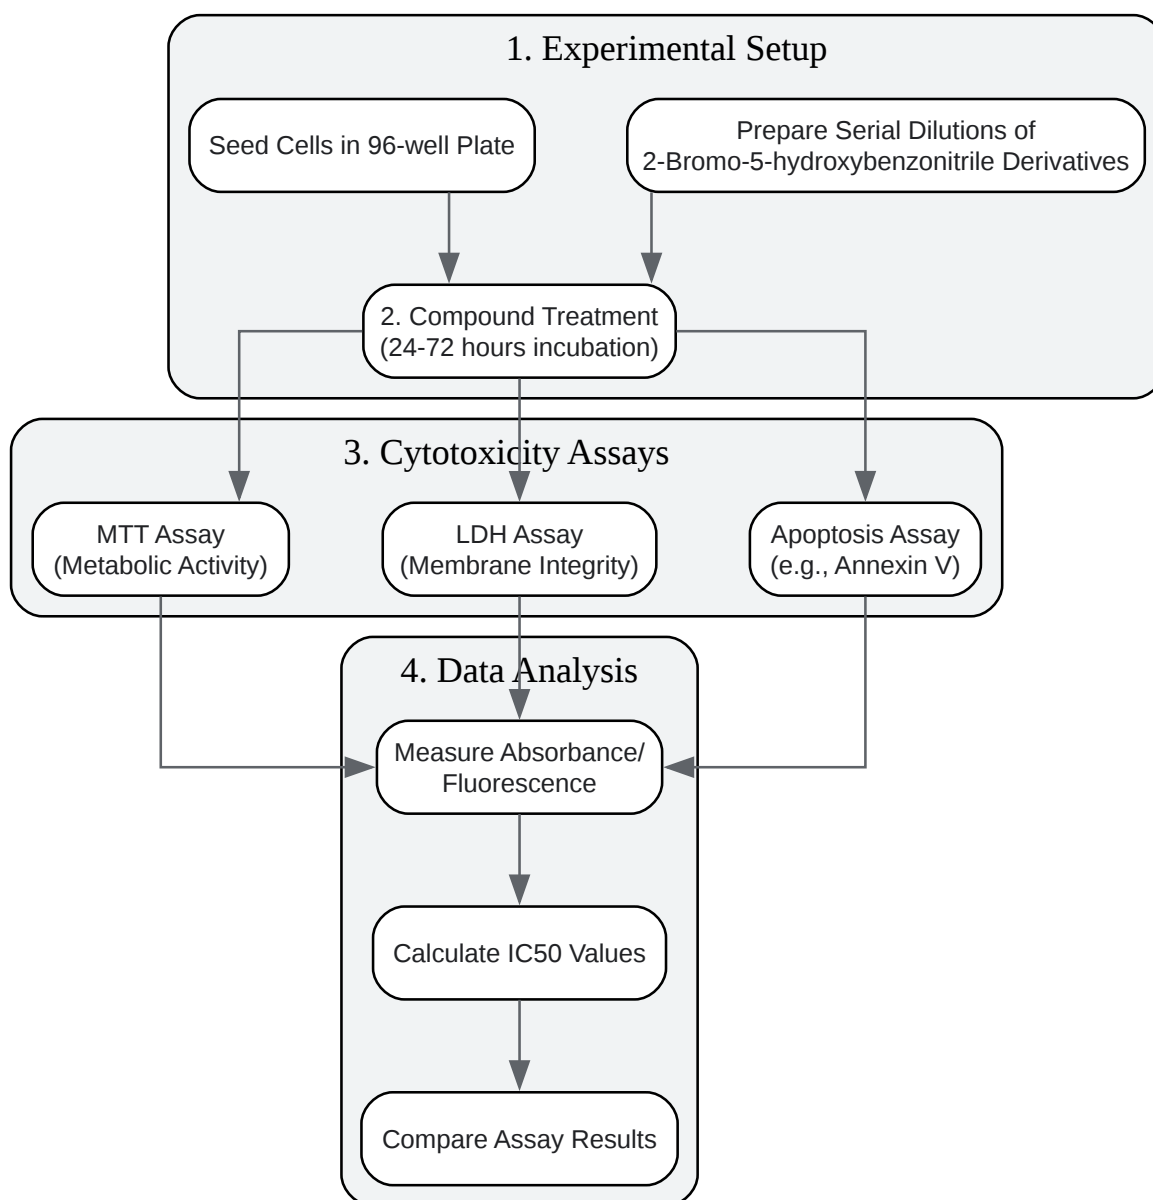 1. Experimental Setup
Seed Cells in 96-well Plate
Prepare Serial Dilutions of
2-Bromo-5-hydroxybenzonitrile Derivatives
2. Compound Treatment
(24-72 hours incubation)
3. Cytotoxicity Assays
MTT Assay
(Metabolic Activity)
LDH Assay
(Membrane Integrity)
Apoptosis Assay
(e.g., Annexin V)
4. Data Analysis
Measure Absorbance/
Fluorescence
Calculate IC50 Values
Compare Assay Results